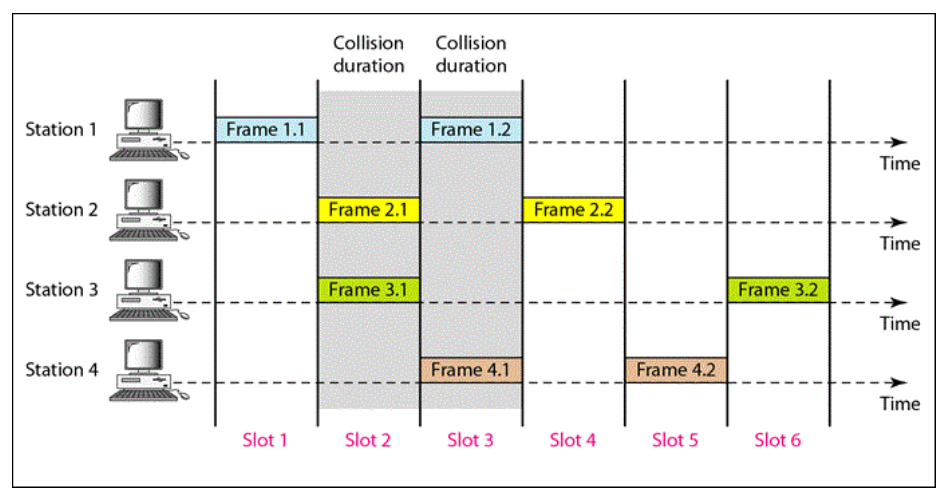 Collision duration
Collision duration
Station 1
Frame 1.1
Frame 1.2
Time
Station 2
Frame 2.1
Frame 2.2
Time
Station 3
Frame 3.1
Frame 3.2
Time
Station 4
Frame 4.1
Frame 4.2
Time
Slot 1
Slot 2
Slot 3
Slot 4
Slot 5
Slot 6